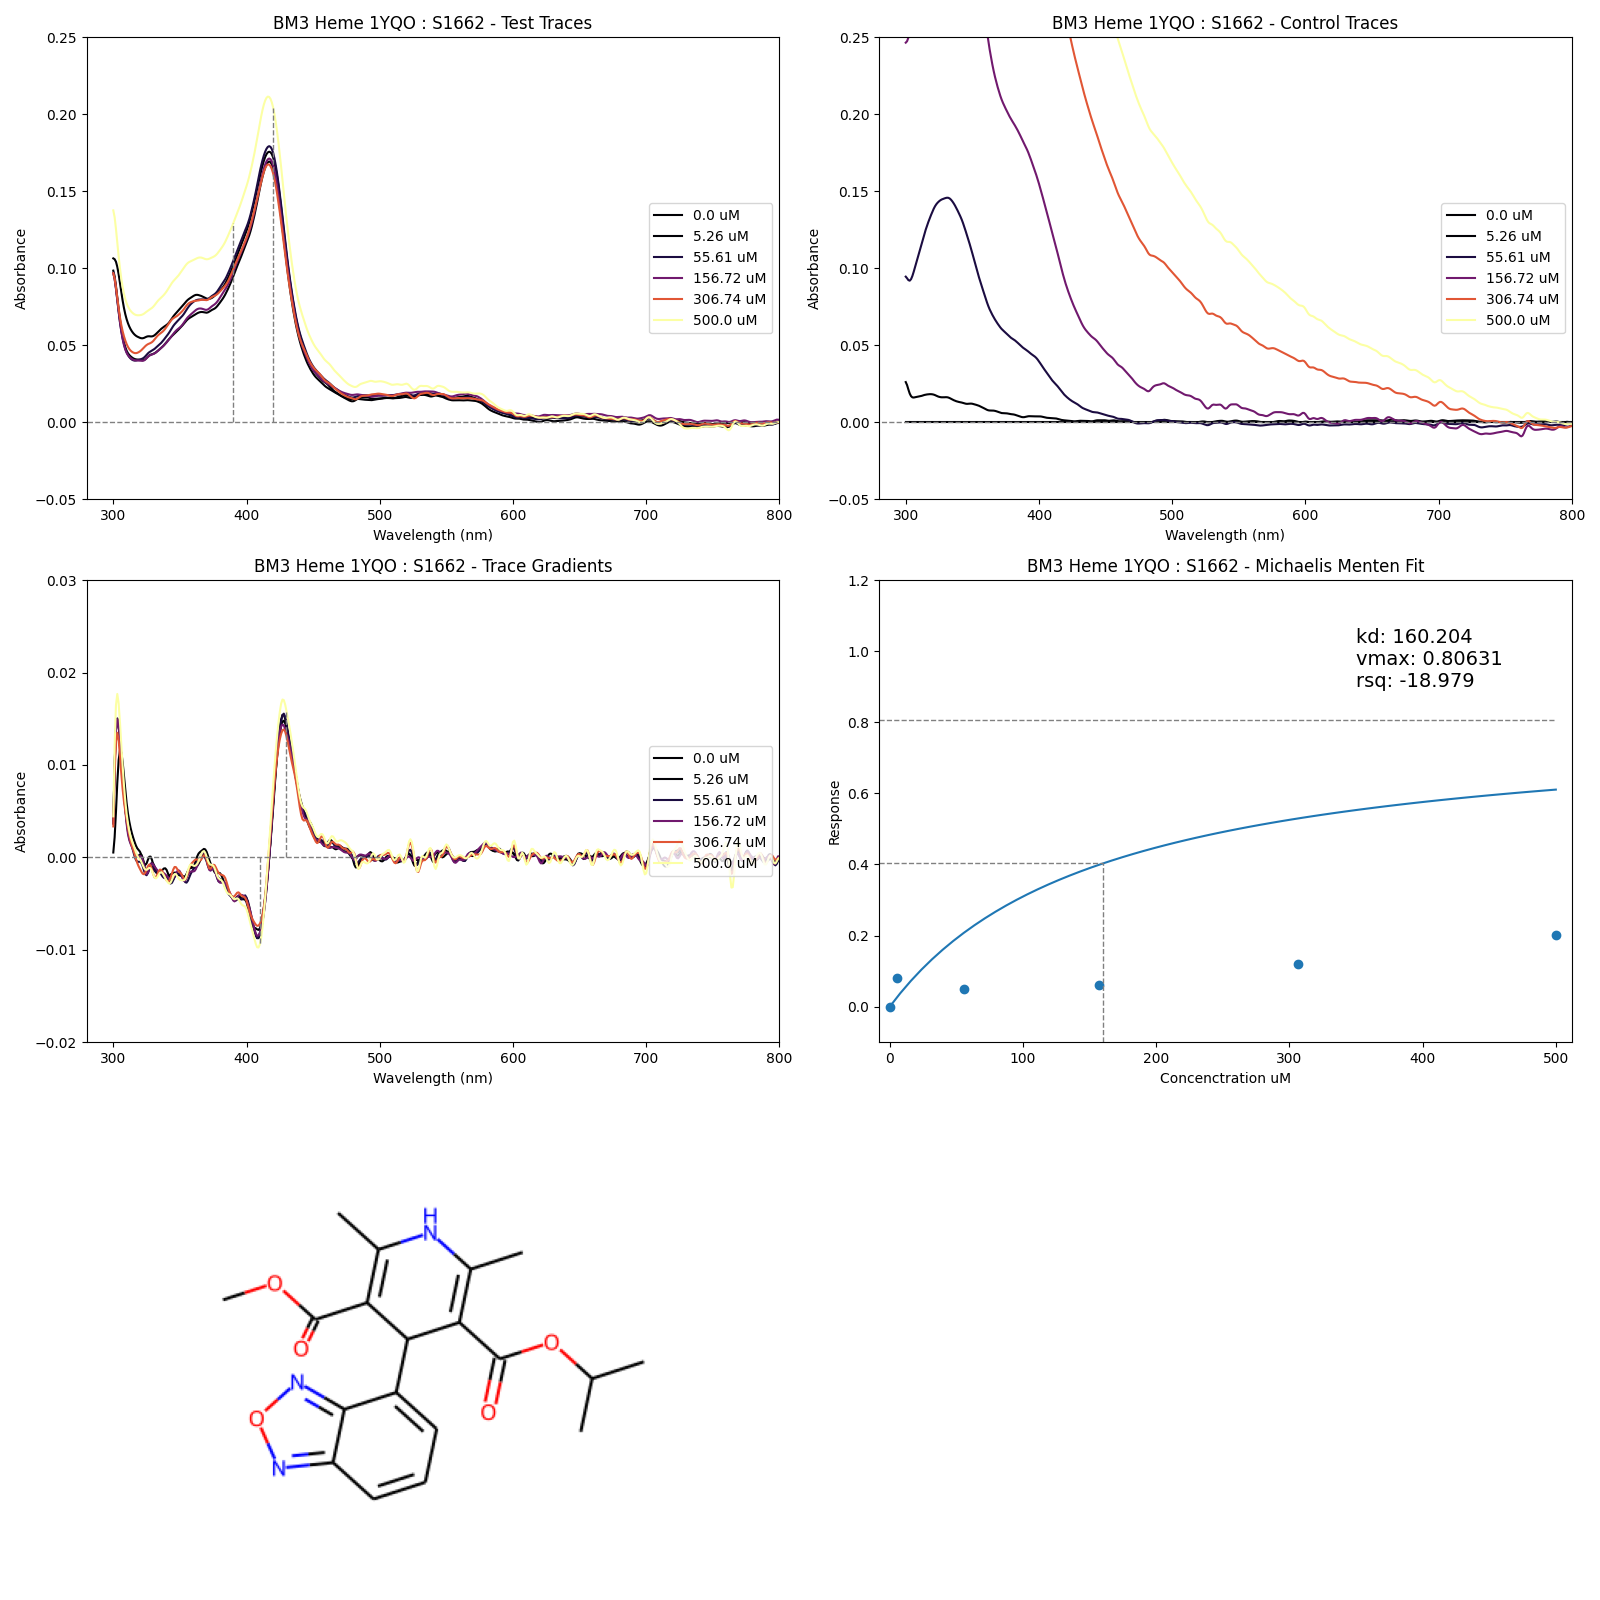 BM3 Heme 1YQO : S1662 - Test Traces
0.25
0.20
0.15
0.10
0.05
0.00
−0.05
Absorbance
300 400 500 600 700 800
Wavelength (nm)
0.0 uM
5.26 uM
55.61 uM
156.72 uM
306.74 uM
500.0 uM
BM3 Heme 1YQO : S1662 - Control Traces
0.25
0.20
0.15
0.10
0.05
0.00
−0.05
Absorbance
300 400 500 600 700 800
Wavelength (nm)
0.0 uM
5.26 uM
55.61 uM
156.72 uM
306.74 uM
500.0 uM
BM3 Heme 1YQO : S1662 - Trace Gradients
0.03
0.02
0.01
0.00
−0.01
−0.02
Absorbance
300 400 500 600 700 800
Wavelength (nm)
0.0 uM
5.26 uM
55.61 uM
156.72 uM
306.74 uM
500.0 uM
BM3 Heme 1YQO : S1662 - Michaelis Menten Fit
1.2
1.0
0.8
0.6
0.4
0.2
0.0
Response
kd: 160.204
vmax: 0.80631
rsq: -18.979
0 100 200 300 400 500
Concenctration uM
H
N
O
O
O
O
N
O
N